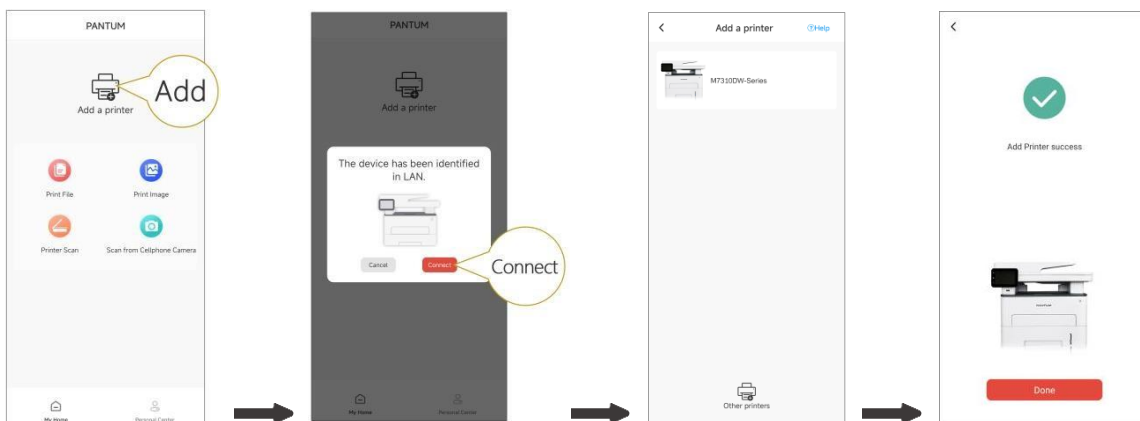 PANTUM
Add
Add a printer
Print File
Print Image
Printer Scan
Scan from Cellphone Camera
My Home
Personal Center
PANTUM
Add a printer
The device has been identified
in LAN.
Cancel
Connect
Connect
My Home
Personal Center
Add a printer
Help
M7310DW-Series
Other printers
Add Printer success
PANTUM
Done